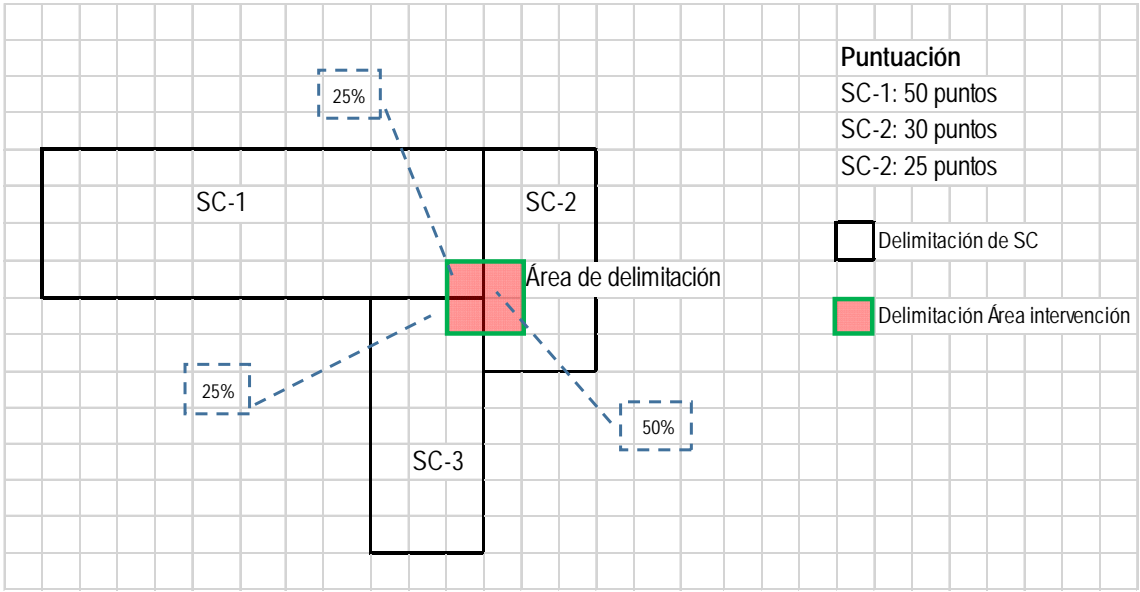 Puntuación
SC-1: 50 puntos
SC-2: 30 puntos
SC-2: 25 puntos
25%
SC-1
SC-2
Delimitación de SC
Área de delimitación
Delimitación Área intervención
25%
50%
SC-3